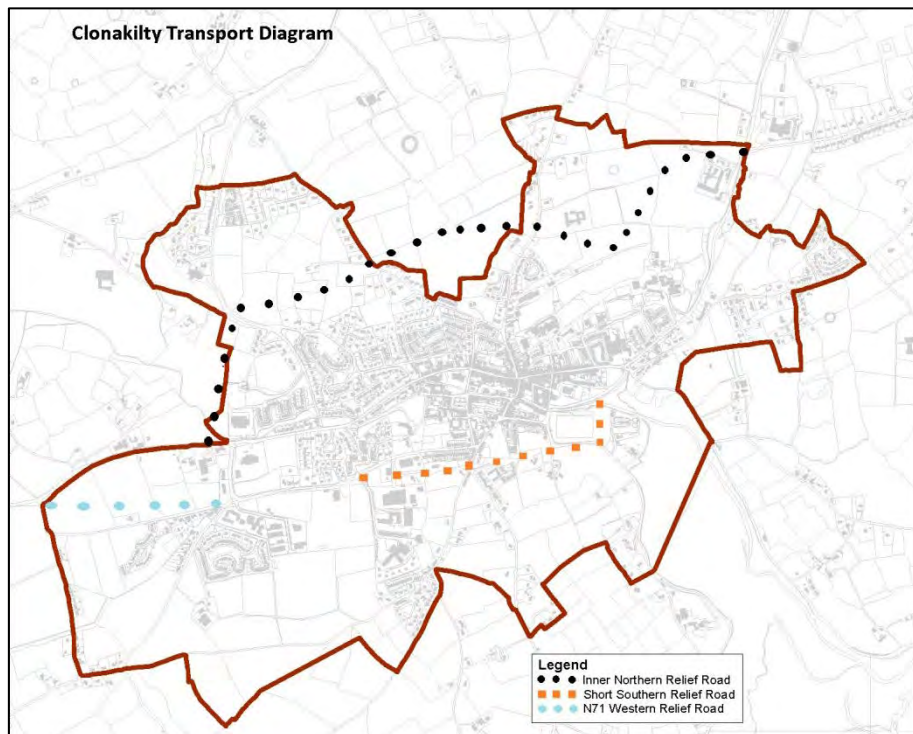 Clonakilty Transport Diagram
Legend
Inner Northern Relief Road
Short Southern Relief Road
N71 Western Relief Road